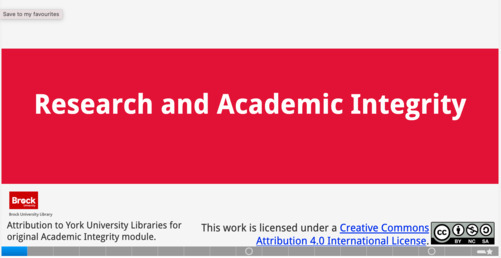 Save to my favourites
Research and Academic Integrity
Brock
Brock University Library
Attribution to York University Libraries for
original Academic Integrity module.
This work is licensed under a Creative Commons
Attribution 4.0 International License.
CC
BY NC SA